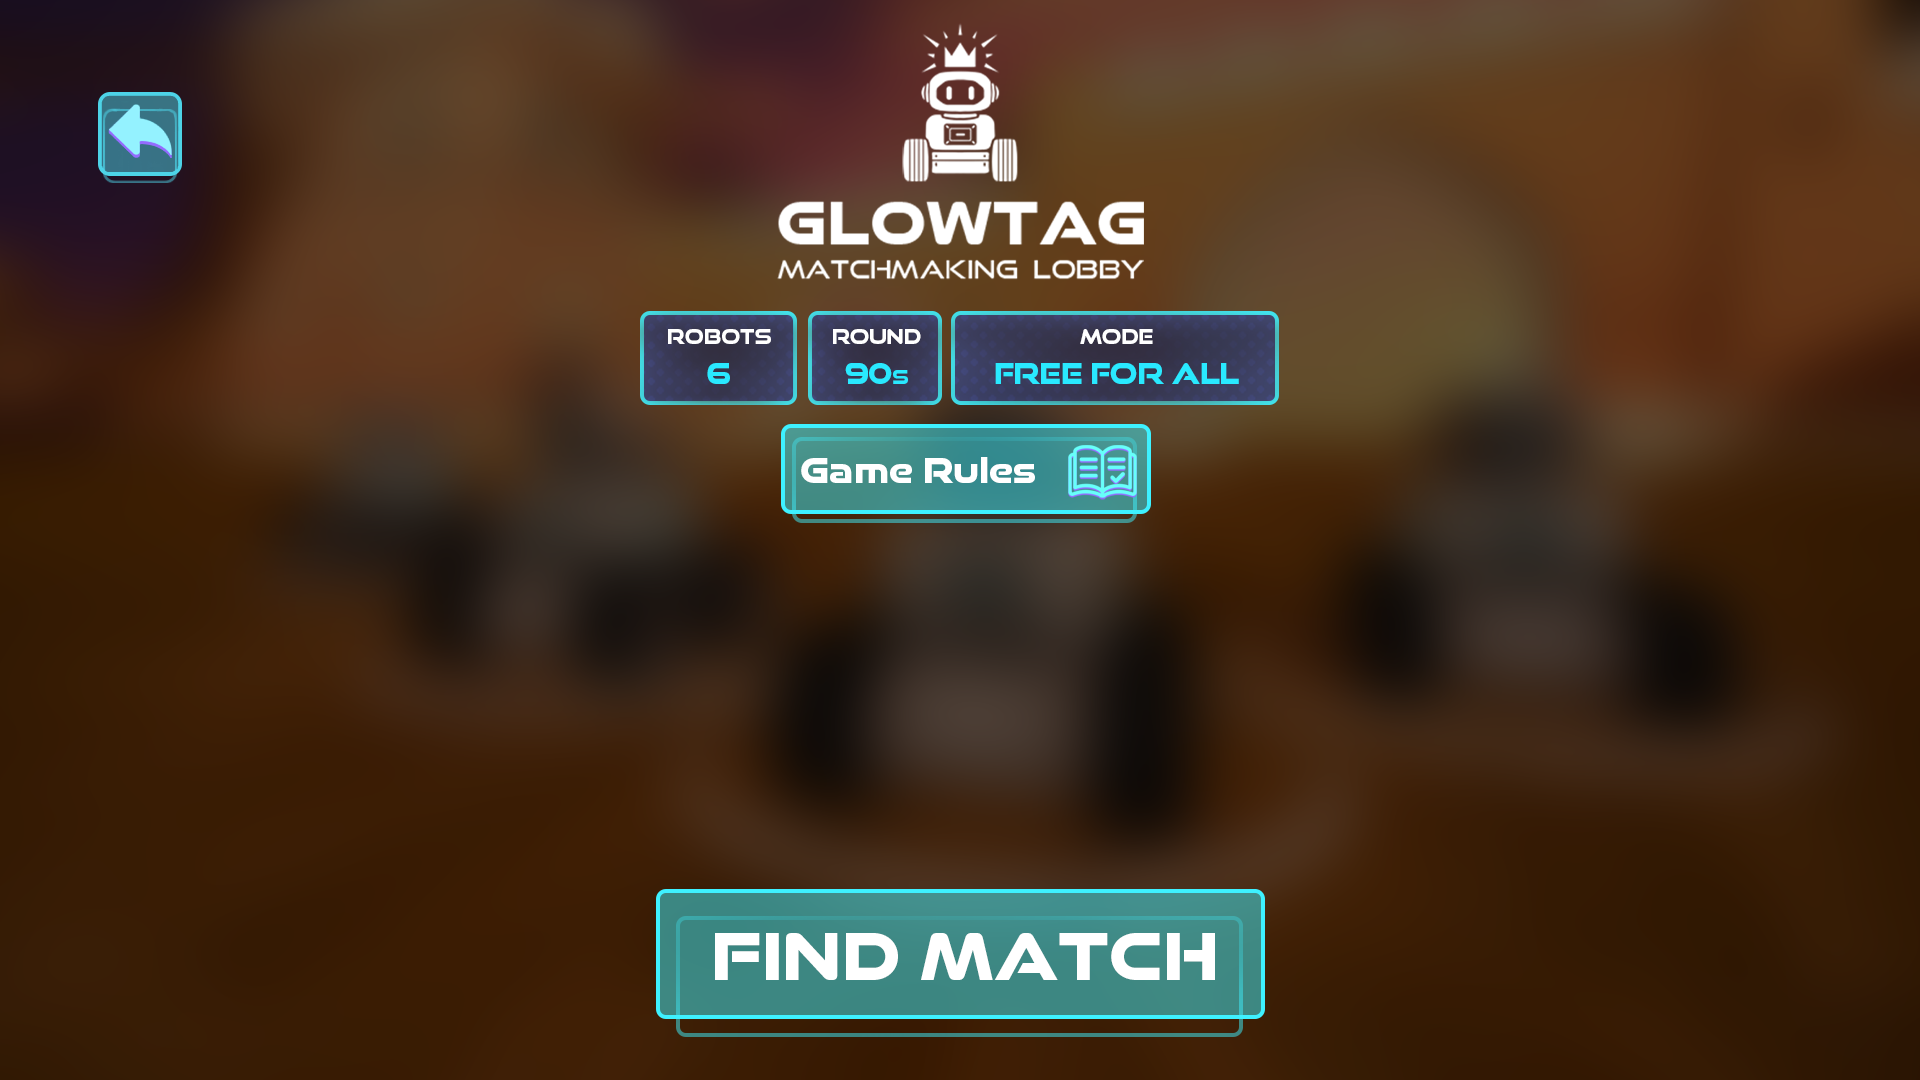 GLOWTAG
MATCHMAKING LOBBY
ROBOTS
6
ROUND
90s
MODE
FREE FOR ALL
Game Rules
FIND MATCH